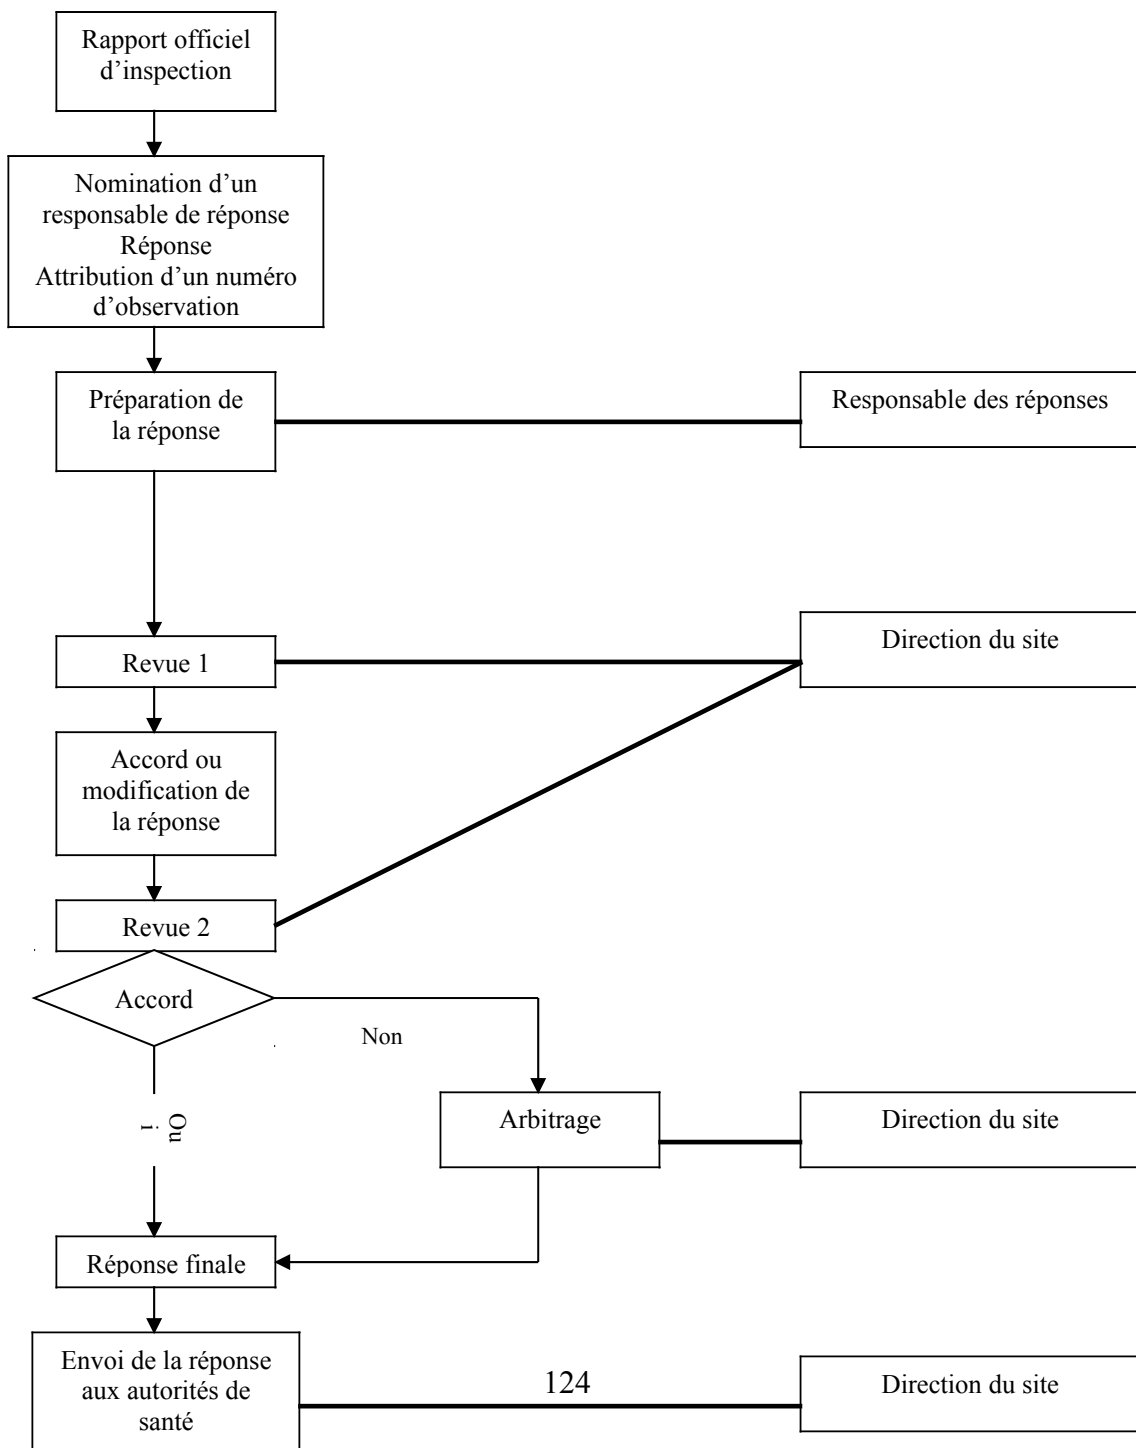 Rapport officiel
d’inspection
Nomination d’un
responsable de réponse
Réponse
Attribution d’un numéro
d’observation
Préparation de
la réponse
Responsable des réponses
Revue 1
Direction du site
Accord ou
modification de
la réponse
Revue 2
Accord
Non
Ou
i
Arbitrage
Direction du site
Réponse finale
Envoi de la réponse
aux autorités de
santé
124
Direction du site